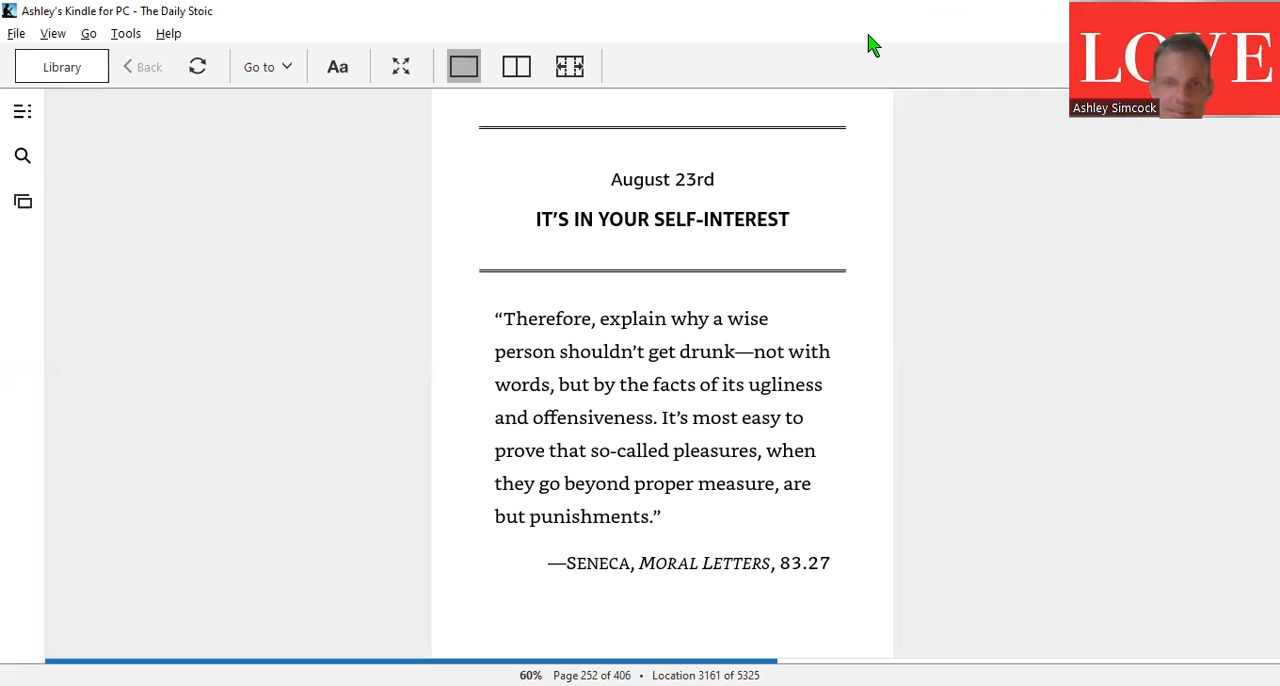 Ashley's Kindle for PC - The Daily Stoic
File View Go Tools Help
Library Back Go to Aa
LOVE
Ashley Simcock
August 23rd
IT'S IN YOUR SELF-INTEREST
“Therefore, explain why a wise
person shouldn't get drunk—not with
words, but by the facts of its ugliness
and offensiveness. It's most easy to
prove that so-called pleasures, when
they go beyond proper measure, are
but punishments.”
—SENECA, MORAL LETTERS, 83.27
60% Page 252 of 406 • Location 3161 of 5325